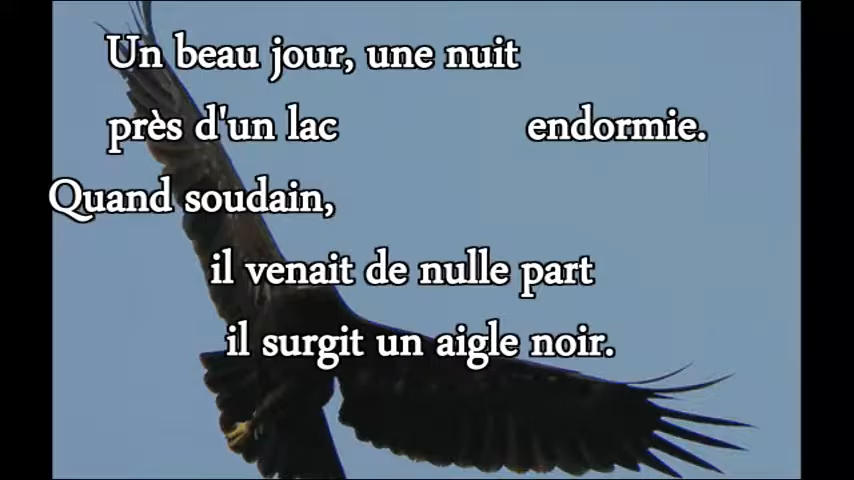 Un beau jour, une nuit
près d'un lac endormie.
Quand soudain,
il venait de nulle part
il surgit un aigle noir.